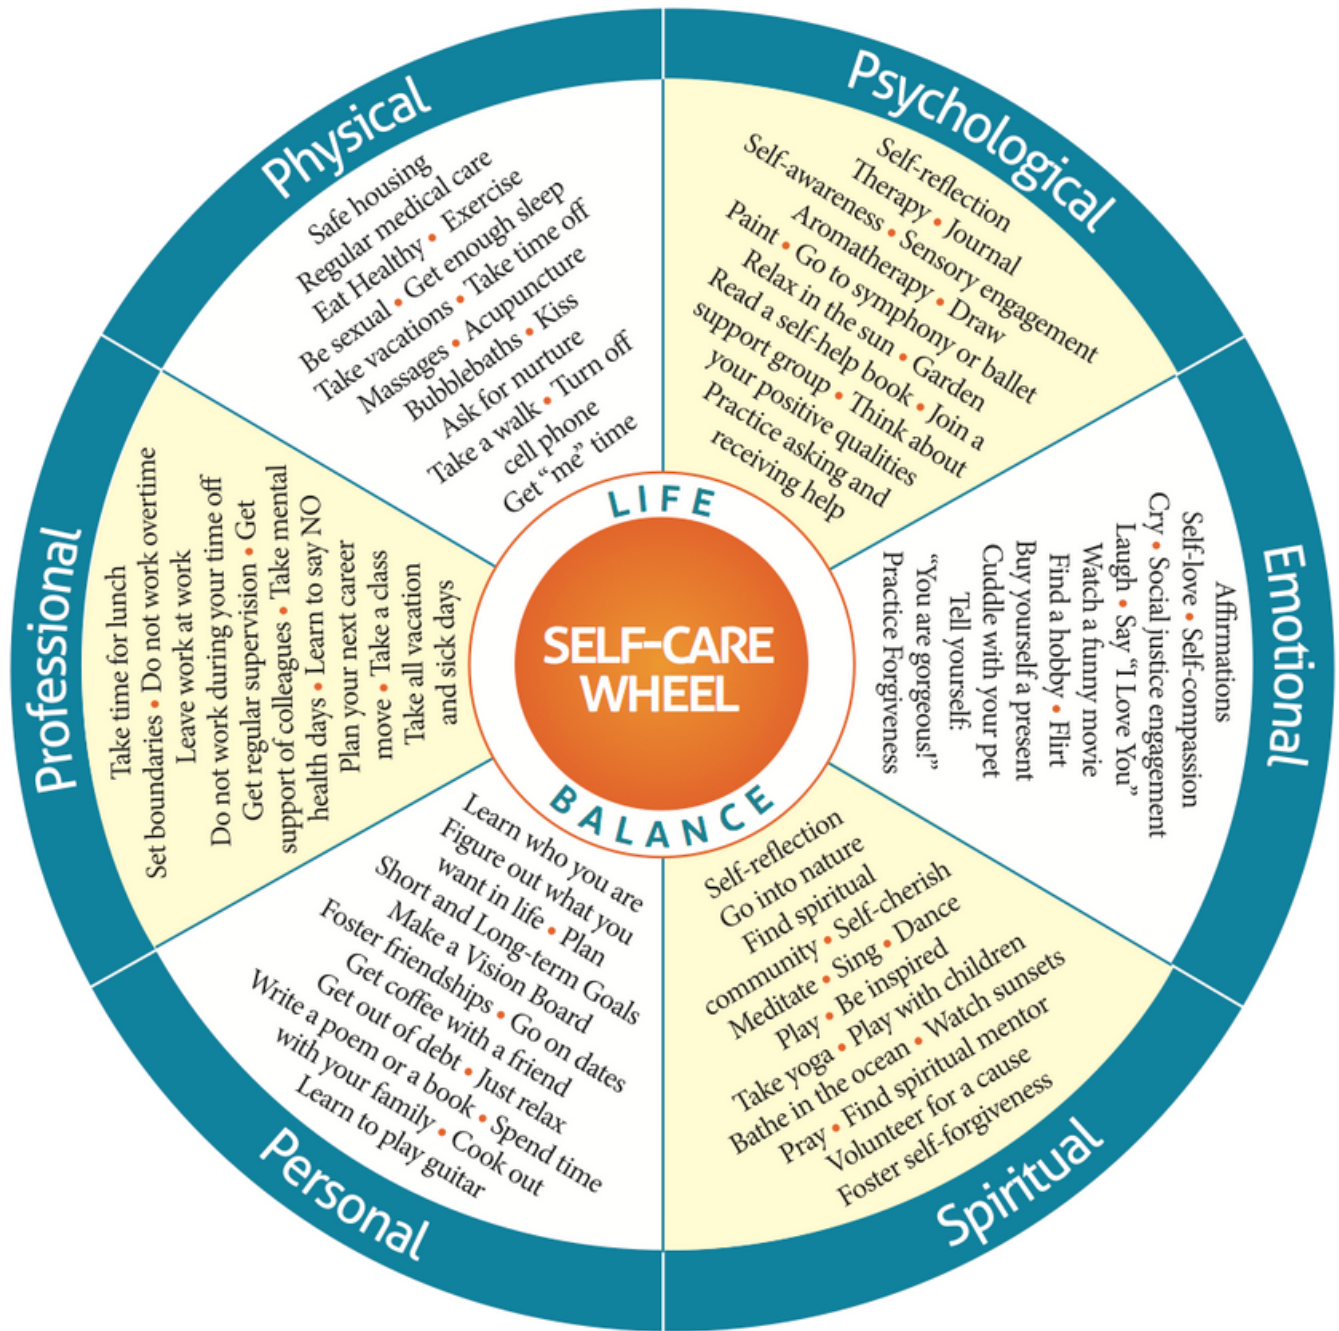 Physical
Safe housing
Regular medical care
Eat Healthy • Exercise
Be sexual • Get enough sleep
Take vacations • Take time off
Massages • Acupuncture
Bubblebaths • Kiss
Ask for nurture
Take a walk • Turn off
cell phone
Get “me” time
Psychological
Self-reflection
Therapy • Journal
Self-awareness • Sensory engagement
Aromatherapy • Draw
Paint • Go to symphony or ballet
Relax in the sun • Garden
Read a self-help book • Join a
support group • Think about
your positive qualities
Practice asking and
receiving help
Emotional
Affirmations
Self-love • Self-compassion
Cry • Social justice engagement
Laugh • Say “I Love You”
Watch a funny movie
Find a hobby • Flirt
Buy yourself a present
Cuddle with your pet
Tell yourself:
“You are gorgeous!”
Practice Forgiveness
Spiritual
Self-reflection
Go into nature
Find spiritual
community • Self-cherish
Meditate • Sing • Dance
Play • Be inspired
Take yoga • Play with children
Bathe in the ocean • Watch sunsets
Pray • Find spiritual mentor
Volunteer for a cause
Foster self-forgiveness
Personal
Learn who you are
Figure out what you
want in life • Plan
Short and Long-term Goals
Make a Vision Board
Foster friendships • Go on dates
Get coffee with a friend
Get out of debt • Just relax
Write a poem or a book • Spend time
with your family • Cook out
Learn to play guitar
Professional
Take time for lunch
Set boundaries • Do not work overtime
Leave work at work
Do not work during your time off
Get regular supervision • Get
support of colleagues • Take mental
health days • Learn to say NO
Plan your next career
move • Take a class
Take all vacation
and sick days
LIFE
SELF-CARE
WHEEL
BALANCE